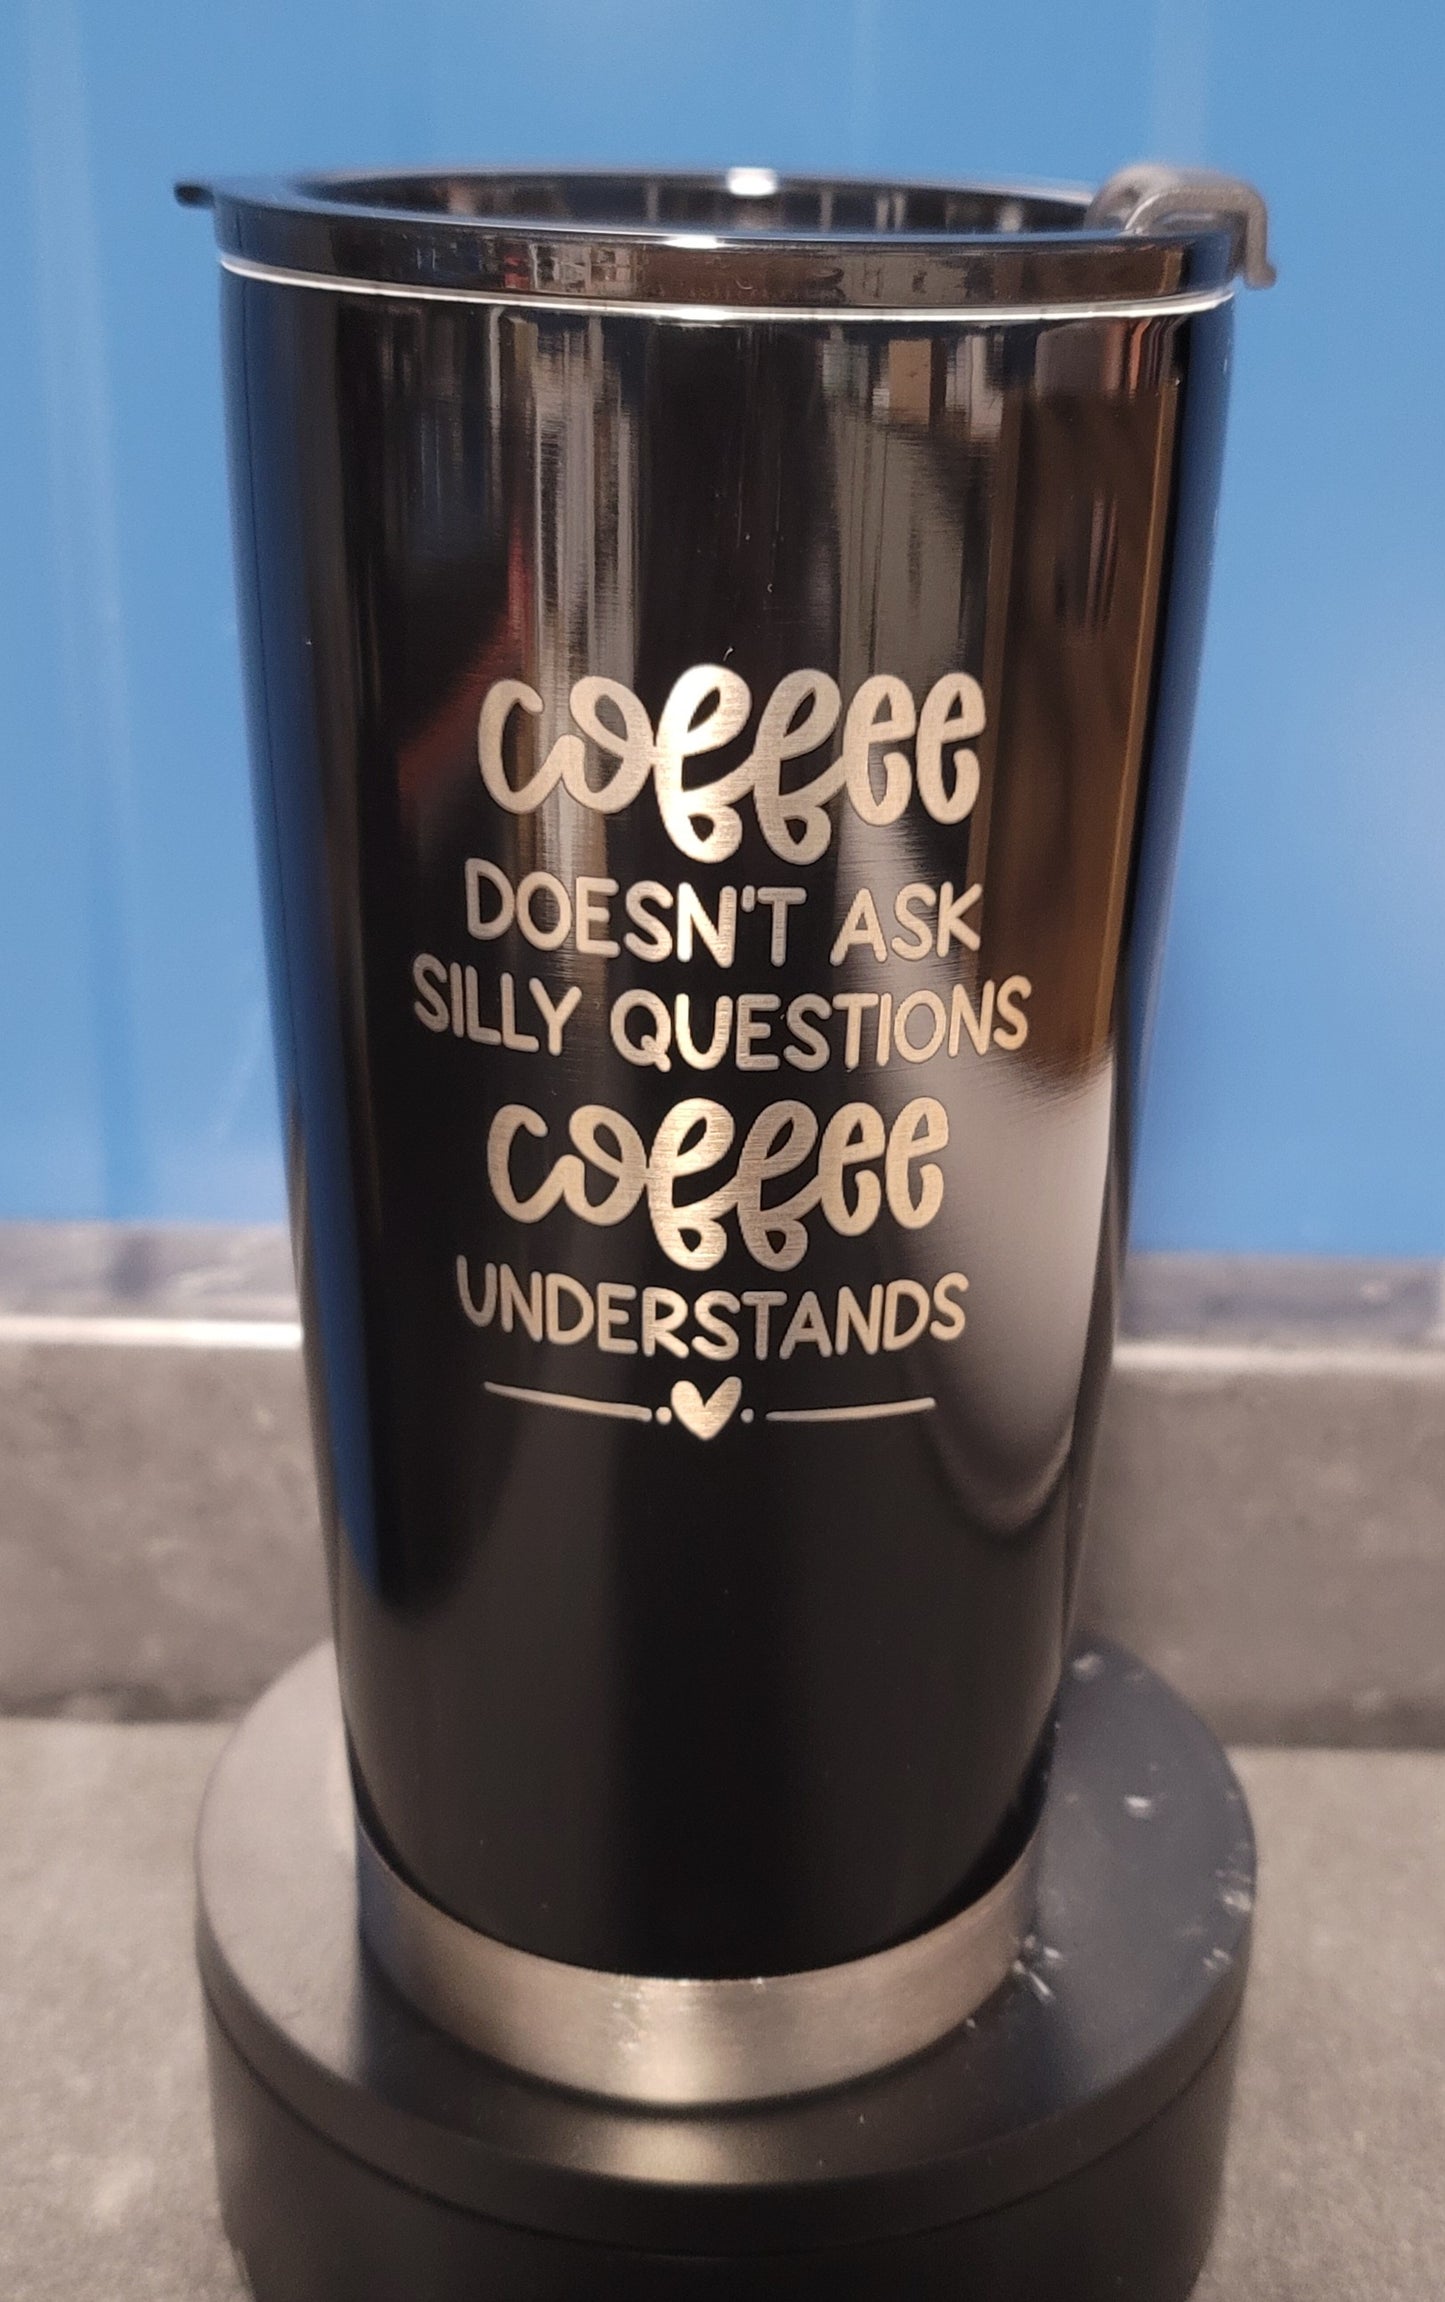 coffee
DOESN'T ASK
SILLY QUESTIONS
coffee
UNDERSTANDS